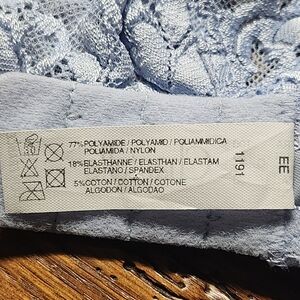 77% POLYAMIDE / POLYAMID / POLIAMMIDICA
POLIAMIDA / NYLON
18% ELASTHANNE / ELASTHAN / ELASTAM
ELASTANO / SPANDEX
5% COTON / COTTON / COTONE
ALGODON / ALGODAO
1191
EE